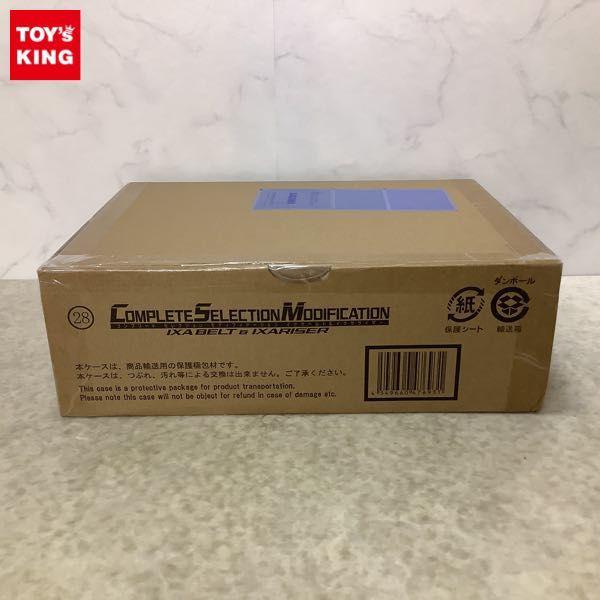 TOY'S
KING
28
COMPLETE SELECTION MODIFICATION
IXA BELT & IXARISER
本ケースは、商品輸送用の保護梱包材です。
本ケースは、つぶれ、汚れ等による交換は出来ません。ご了承ください。
This case is a protective package for product transportation.
Please note this case will not be object for refund in case of damage etc.
紙
保護シート
ダンボール
輸送箱
4549660476931